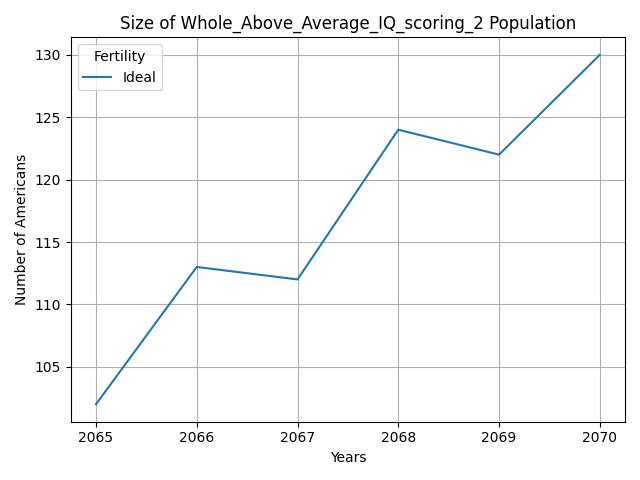 Size of Whole_Above_Average_IQ_scoring_2 Population
Fertility
Ideal
130
125
120
115
110
105
Number of Americans
2065 2066 2067 2068 2069 2070
Years